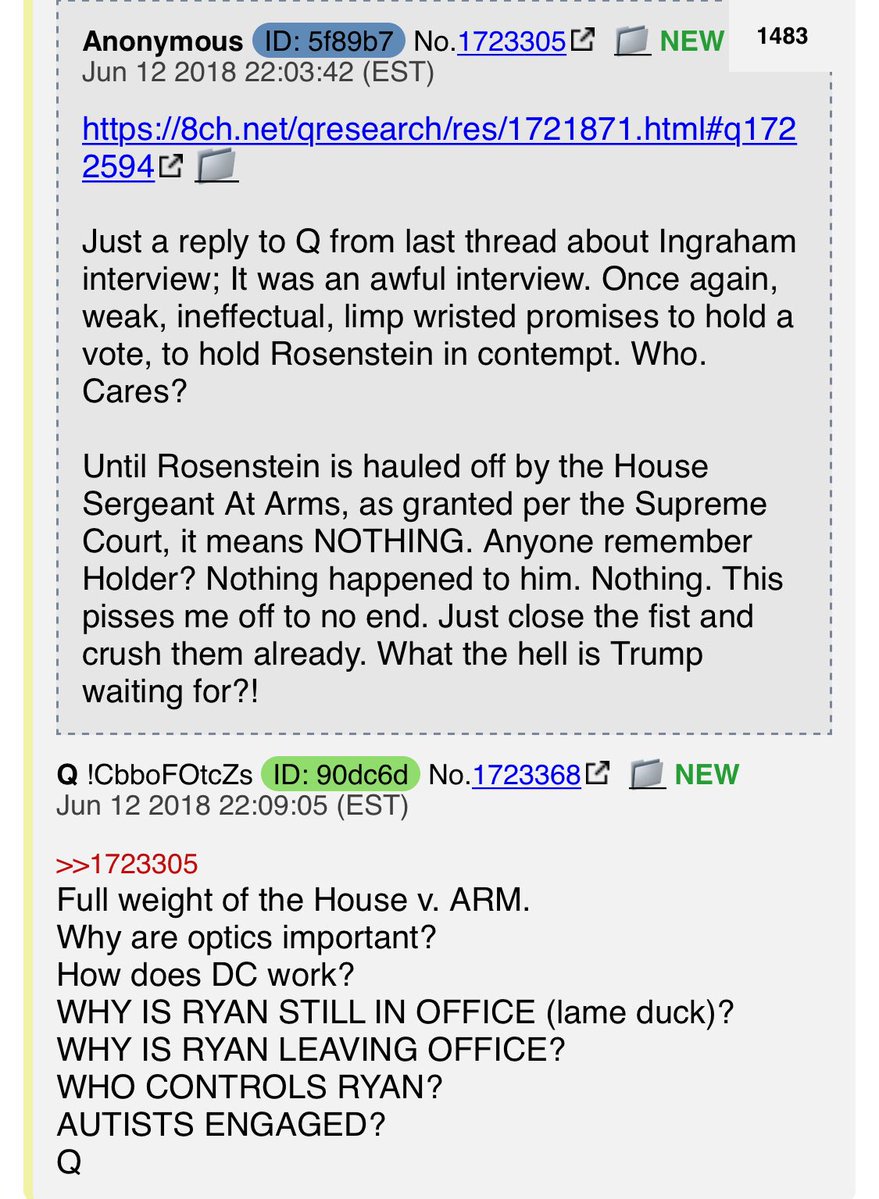 Anonymous ID: 5f89b7 No.1723305 NEW 1483
Jun 12 2018 22:03:42 (EST)
https://8ch.net/qresearch/res/1721871.html#q172
2594
Just a reply to Q from last thread about Ingraham
interview; It was an awful interview. Once again,
weak, ineffectual, limp wristed promises to hold a
vote, to hold Rosenstein in contempt. Who.
Cares?
Until Rosenstein is hauled off by the House
Sergeant At Arms, as granted per the Supreme
Court, it means NOTHING. Anyone remember
Holder? Nothing happened to him. Nothing. This
pisses me off to no end. Just close the fist and
crush them already. What the hell is Trump
waiting for?!
Q !CbboFOtcZs ID: 90dc6d No.1723368 NEW
Jun 12 2018 22:09:05 (EST)
>>1723305
Full weight of the House v. ARM.
Why are optics important?
How does DC work?
WHY IS RYAN STILL IN OFFICE (lame duck)?
WHY IS RYAN LEAVING OFFICE?
WHO CONTROLS RYAN?
AUTISTS ENGAGED?
Q